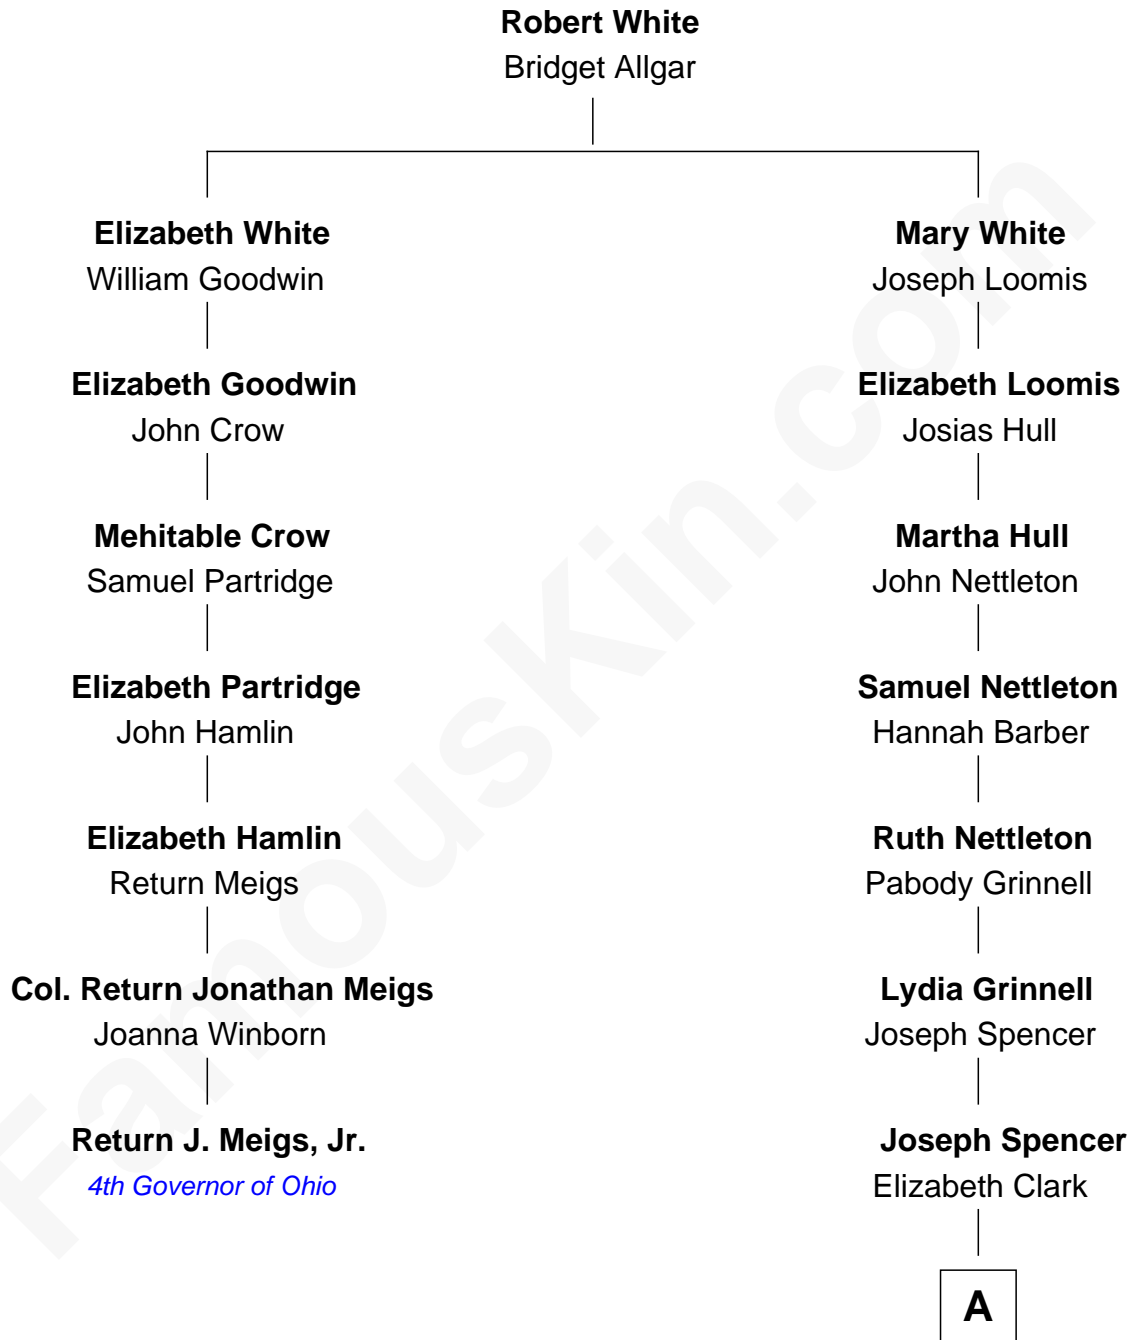 Robert White
Bridget Allgar
Elizabeth White
William Goodwin
Elizabeth Goodwin
John Crow
Mehitable Crow
Samuel Partridge
Elizabeth Partridge
John Hamlin
Elizabeth Hamlin
Return Meigs
Col. Return Jonathan Meigs
Joanna Winborn
Return J. Meigs, Jr.
4th Governor of Ohio
Mary White
Joseph Loomis
Elizabeth Loomis
Josias Hull
Martha Hull
John Nettleton
Samuel Nettleton
Hannah Barber
Ruth Nettleton
Pabody Grinnell
Lydia Grinnell
Joseph Spencer
Joseph Spencer
Elizabeth Clark
A
FamousKin.com